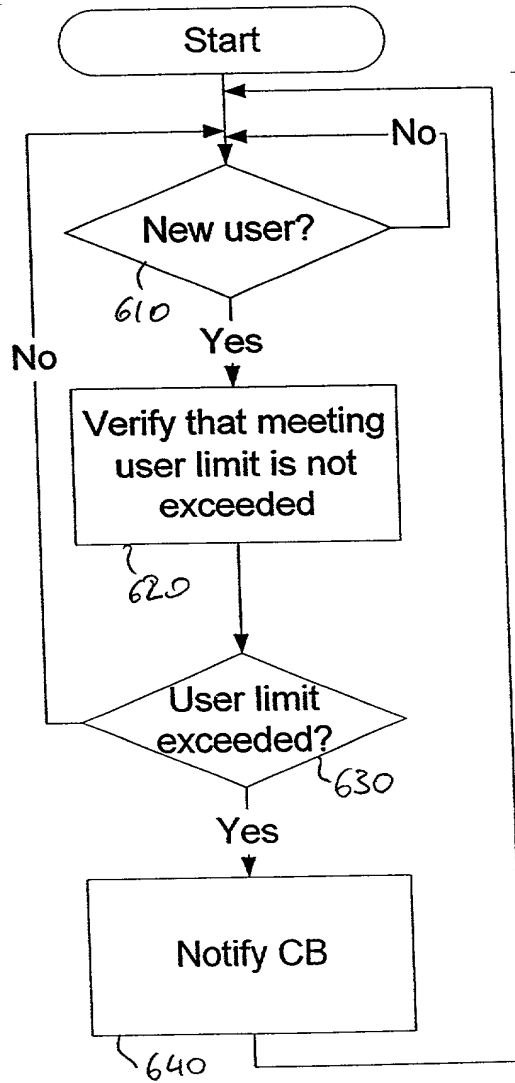 Start
No
New user?
610
Yes
No
Verify that meeting
user limit is not
exceeded
620
User limit
exceeded?
630
Yes
Notify CB
640